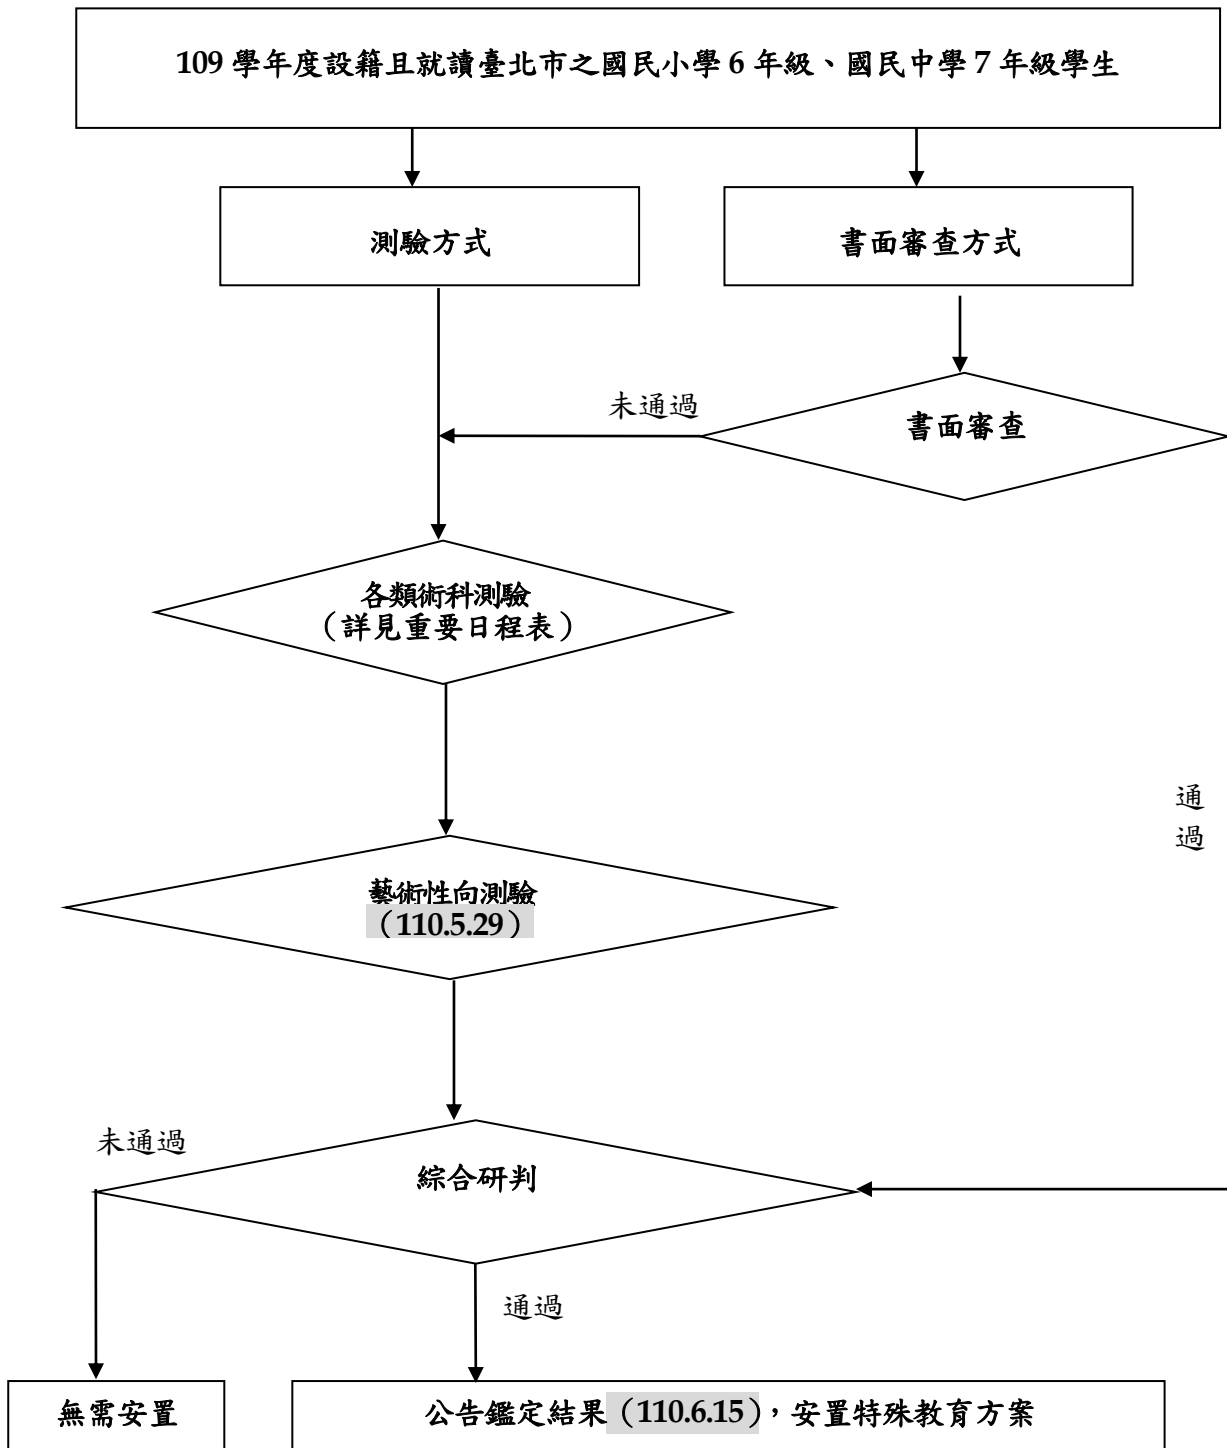 109 學年度設籍且就讀臺北市之國民小學 6 年級、國民中學 7 年級學生
測驗方式
書面審查方式
未通過
書面審查
各類術科測驗
（詳見重要日程表）
通
過
藝術性向測驗
（110.5.29）
未通過
綜合研判
通過
無需安置
公告鑑定結果（110.6.15），安置特殊教育方案